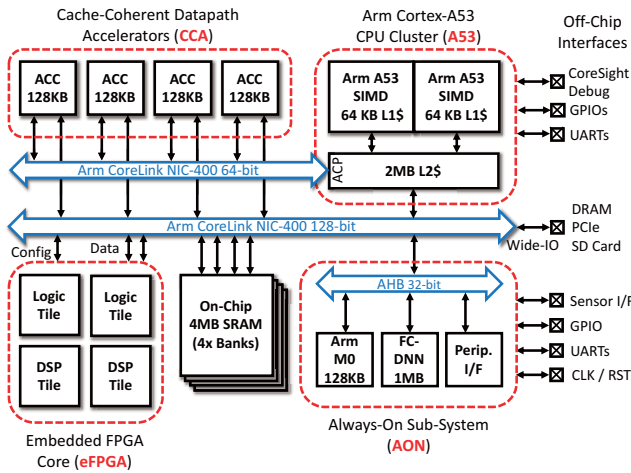 Cache-Coherent Datapath
Accelerators (CCA)
Arm Cortex-A53
CPU Cluster (A53)
Off-Chip
Interfaces
ACC
128KB
ACC
128KB
ACC
128KB
ACC
128KB
Arm A53
SIMD
64 KB L1$
Arm A53
SIMD
64 KB L1$
CoreSight
Debug
GPIOs
UARTs
ACP
2MB L2$
Arm CoreLink NIC-400 64-bit
Arm CoreLink NIC-400 128-bit
Wide-IO
DRAM
PCIe
SD Card
Config
Data
Logic
Tile
Logic
Tile
DSP
Tile
DSP
Tile
On-Chip
4MB SRAM
(4x Banks)
AHB 32-bit
Arm
M0
128KB
FC-
DNN
1MB
Perip.
I/F
Sensor I/F
GPIO
UARTs
CLK / RST
Embedded FPGA
Core (eFPGA)
Always-On Sub-System
(AON)